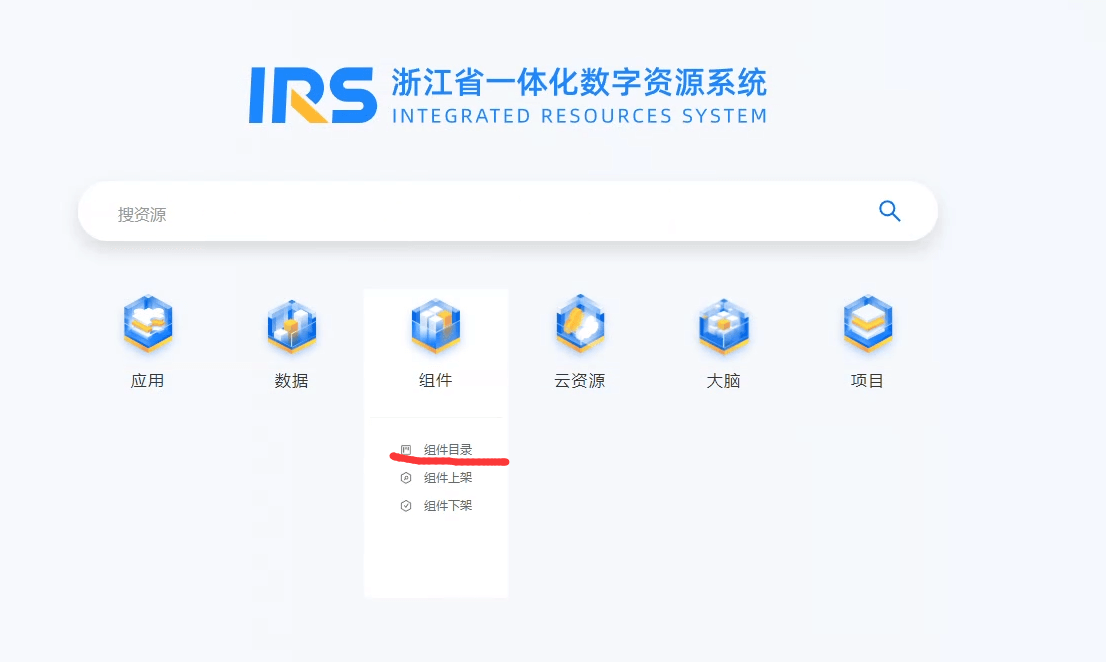 IRS 浙江省一体化数字资源系统
INTEGRATED RESOURCES SYSTEM
搜资源
应用 数据 组件 云资源 大脑 项目
组件目录
组件上架
组件下架